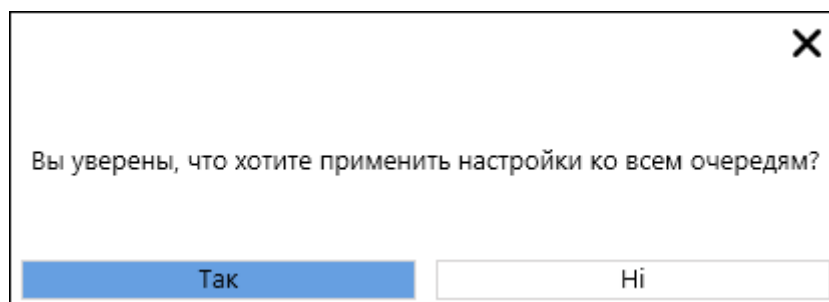 Вы уверены, что хотите применить настройки ко всем очередям?
Так
Ні